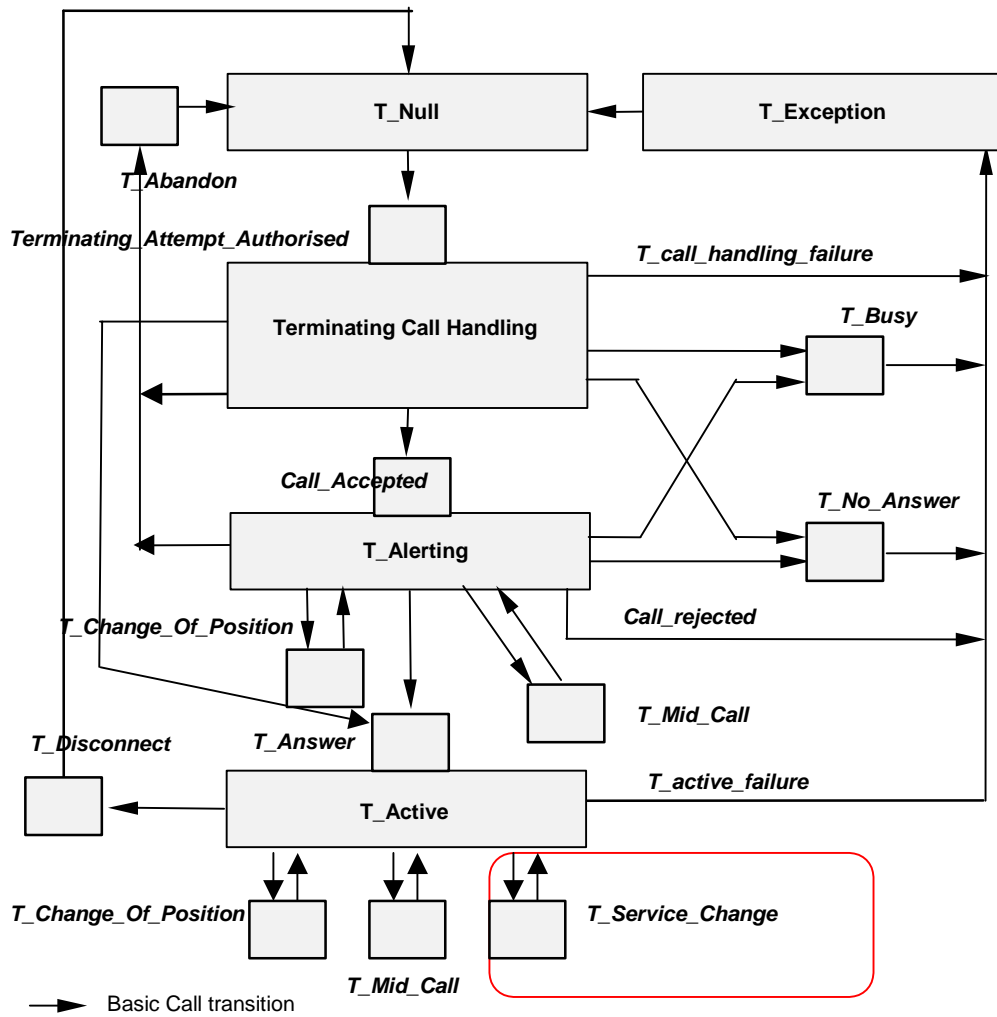 T_Null
T_Exception
T_Abandon
Terminating_Attempt_Authorised
T_call_handling_failure
Terminating Call Handling
T_Busy
Call_Accepted
T_No_Answer
T_Alerting
T_Change_Of_Position
Call_rejected
T_Mid_Call
T_Disconnect
T_Answer
T_active_failure
T_Active
T_Change_Of_Position
T_Service_Change
T_Mid_Call
Basic Call transition